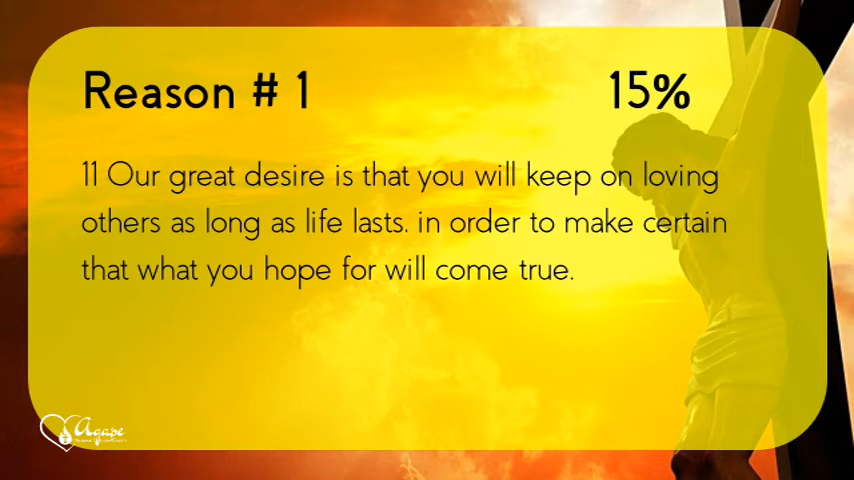 Reason # 1 15%
11 Our great desire is that you will keep on loving
others as long as life lasts. in order to make certain
that what you hope for will come true.
Agape